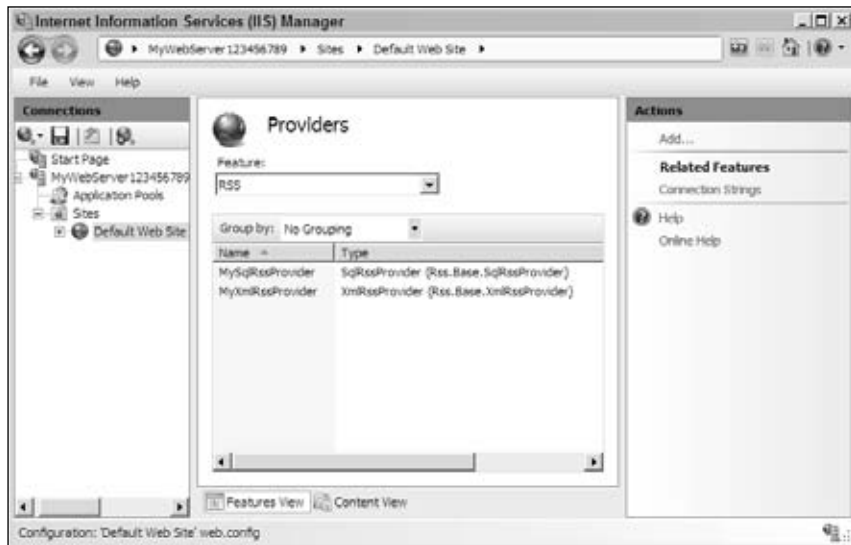 Internet Information Services (IIS) Manager
MyWebServer123456789 Sites Default Web Site
File View Help
Connections
Start Page
MyWebServer123456789
Application Pools
Sites
Default Web Site
Providers
Feature:
RSS
Group by: No Grouping
Name Type
MySqlRssProvider SqlRssProvider (Rss.Base.SqlRssProvider)
MyXmlRssProvider XmlRssProvider (Rss.Base.XmlRssProvider)
Features View Content View
Actions
Add...
Related Features
Connection Strings
Help
Online Help
Configuration: 'Default Web Site' web.config